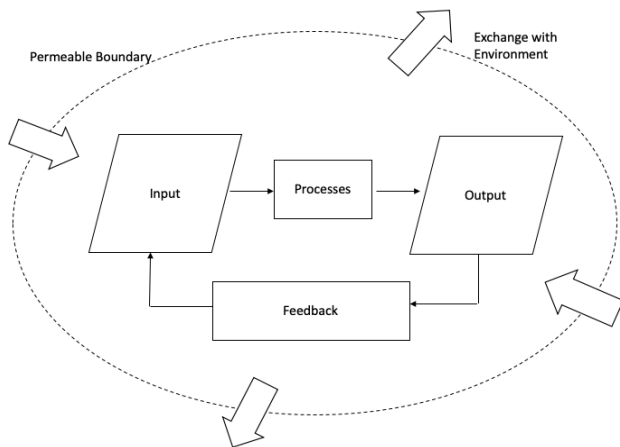 Permeable Boundary
Exchange with
Environment
Input
Processes
Output
Feedback